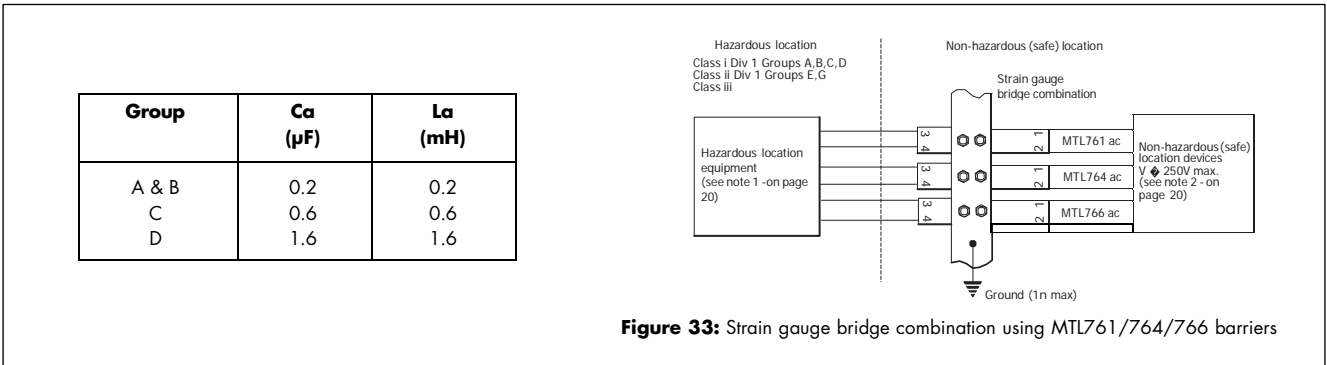 Group Ca (µF) La (mH)
A & B 0.2 0.2
C 0.6 0.6
D 1.6 1.6
Hazardous location
Class i Div 1 Groups A,B,C,D
Class ii Div 1 Groups E,G
Class iii
Non-hazardous (safe) location
Strain gauge
bridge combination
Hazardous location
equipment
(see note 1 -on page
20)
3 4
3 4
3 4
1 2
1 2
1 2
MTL761 ac
MTL764 ac
MTL766 ac
Non-hazardous (safe)
location devices
V � 250V max.
(see note 2 - on
page 20)
Ground (1n max)
Figure 33: Strain gauge bridge combination using MTL761/764/766 barriers